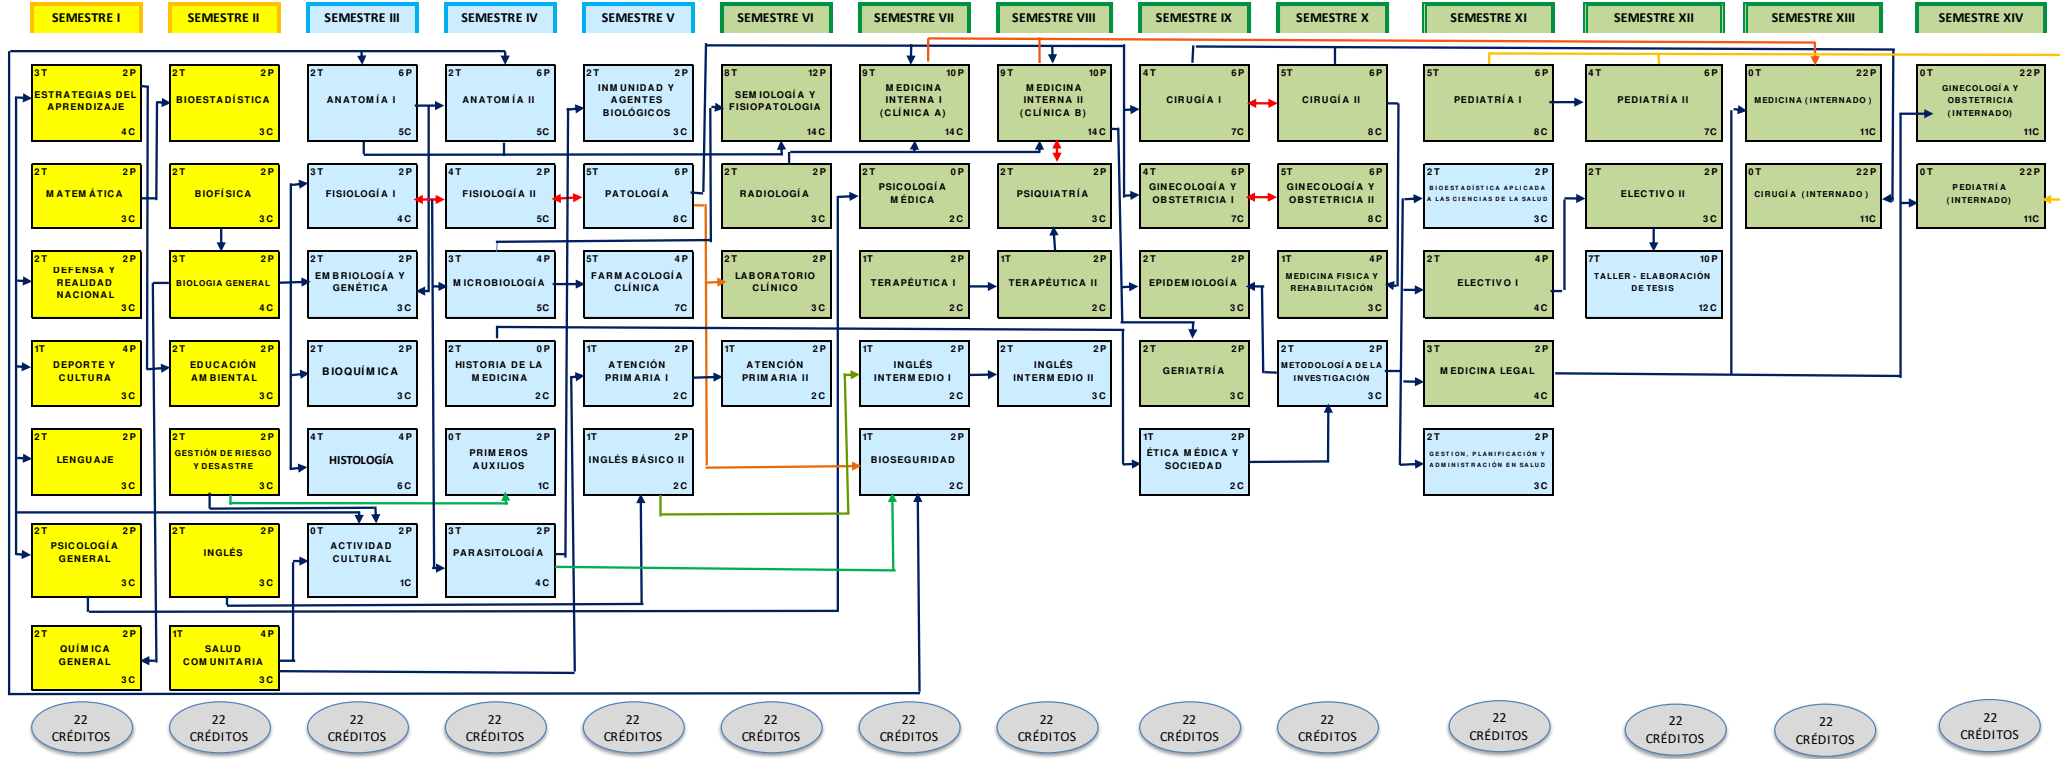 SEMESTRE I
SEMESTRE II
SEMESTRE III
SEMESTRE IV
SEMESTRE V
SEMESTRE VI
SEMESTRE VII
SEMESTRE VIII
SEMESTRE IX
SEMESTRE X
SEMESTRE XI
SEMESTRE XII
SEMESTRE XIII
SEMESTRE XIV
3T 2P
ESTRATEGIAS DEL
APRENDIZAJE
4C
2T 2P
BIOESTADÍSTICA
3C
2T 6P
ANATOMÍA I
5C
2T 6P
ANATOMÍA II
5C
2T 2P
INMUNIDAD Y
AGENTES
BIOLÓGICOS
3C
8T 12P
SEMIOLOGÍA Y
FISIOPATOLOGIA
14C
9T 10P
MEDICINA
INTERNA I
(CLÍNICA A)
14C
9T 10P
MEDICINA
INTERNA II
(CLÍNICA B)
14C
4T 6P
CIRUGÍA I
7C
5T 6P
CIRUGÍA II
8C
5T 6P
PEDIATRÍA I
8C
4T 6P
PEDIATRÍA II
7C
0T 22P
MEDICINA (INTERNADO)
11C
0T 22P
GINECOLOGÍA Y
OBSTETRICIA
(INTERNADO)
11C
2T 2P
MATEMÁTICA
3C
2T 2P
BIOFÍSICA
3C
3T 2P
FISIOLOGÍA I
4C
4T 2P
FISIOLOGÍA II
5C
5T 6P
PATOLOGÍA
8C
2T 2P
RADIOLOGÍA
3C
2T 0P
PSICOLOGÍA
MÉDICA
2C
2T 2P
PSIQUIATRÍA
3C
4T 6P
GINECOLOGÍA Y
OBSTETRICIA I
7C
5T 6P
GINECOLOGÍA Y
OBSTETRICIA II
8C
2T 2P
BIOESTADÍSTICA APLICADA
A LAS CIENCIAS DE LA SALUD
3C
2T 2P
ELECTIVO II
3C
0T 22P
CIRUGÍA (INTERNADO)
11C
0T 22P
PEDIATRÍA
(INTERNADO)
11C
2T 2P
DEFENSA Y
REALIDAD
NACIONAL
3C
3T 2P
BIOLOGIA GENERAL
4C
2T 2P
EMBRIOLOGÍA Y
GENÉTICA
3C
3T 4P
MICROBIOLOGÍA
5C
5T 4P
FARMACOLOGÍA
CLÍNICA
7C
2T 2P
LABORATORIO
CLÍNICO
3C
1T 2P
TERAPÉUTICA I
2C
1T 2P
TERAPÉUTICA II
2C
2T 2P
EPIDEMIOLOGÍA
3C
1T 4P
MEDICINA FISICA Y
REHABILITACIÓN
3C
2T 4P
ELECTIVO I
4C
7T 10P
TALLER - ELABORACIÓN
DE TESIS
12C
1T 4P
DEPORTE Y
CULTURA
3C
2T 2P
EDUCACIÓN
AMBIENTAL
3C
2T 2P
BIOQUÍMICA
3C
2T 0P
HISTORIA DE LA
MEDICINA
2C
1T 2P
ATENCIÓN
PRIMARIA I
2C
1T 2P
ATENCIÓN
PRIMARIA II
2C
1T 2P
INGLÉS
INTERMEDIO I
2C
2T 2P
INGLÉS
INTERMEDIO II
3C
2T 2P
GERIATRÍA
3C
2T 2P
METODOLOGÍA DE LA
INVESTIGACIÓN
3C
3T 2P
MEDICINA LEGAL
4C
2T 2P
LENGUAJE
3C
2T 2P
GESTIÓN DE RIESGO
Y DESASTRE
3C
4T 4P
HISTOLOGÍA
6C
0T 2P
PRIMEROS
AUXILIOS
1C
1T 2P
INGLÉS BÁSICO II
2C
1T 2P
BIOSEGURIDAD
2C
1T 2P
ÉTICA MÉDICA Y
SOCIEDAD
2C
2T 2P
GESTION, PLANIFICACIÓN Y
ADMINISTRACIÓN EN SALUD
3C
2T 2P
PSICOLOGÍA
GENERAL
3C
2T 2P
INGLÉS
3C
0T 2P
ACTIVIDAD
CULTURAL
1C
3T 2P
PARASITOLOGÍA
4C
2T 2P
QUÍMICA
GENERAL
3C
1T 4P
SALUD
COMUNITARIA
3C
22
CRÉDITOS
22
CRÉDITOS
22
CRÉDITOS
22
CRÉDITOS
22
CRÉDITOS
22
CRÉDITOS
22
CRÉDITOS
22
CRÉDITOS
22
CRÉDITOS
22
CRÉDITOS
22
CRÉDITOS
22
CRÉDITOS
22
CRÉDITOS
22
CRÉDITOS